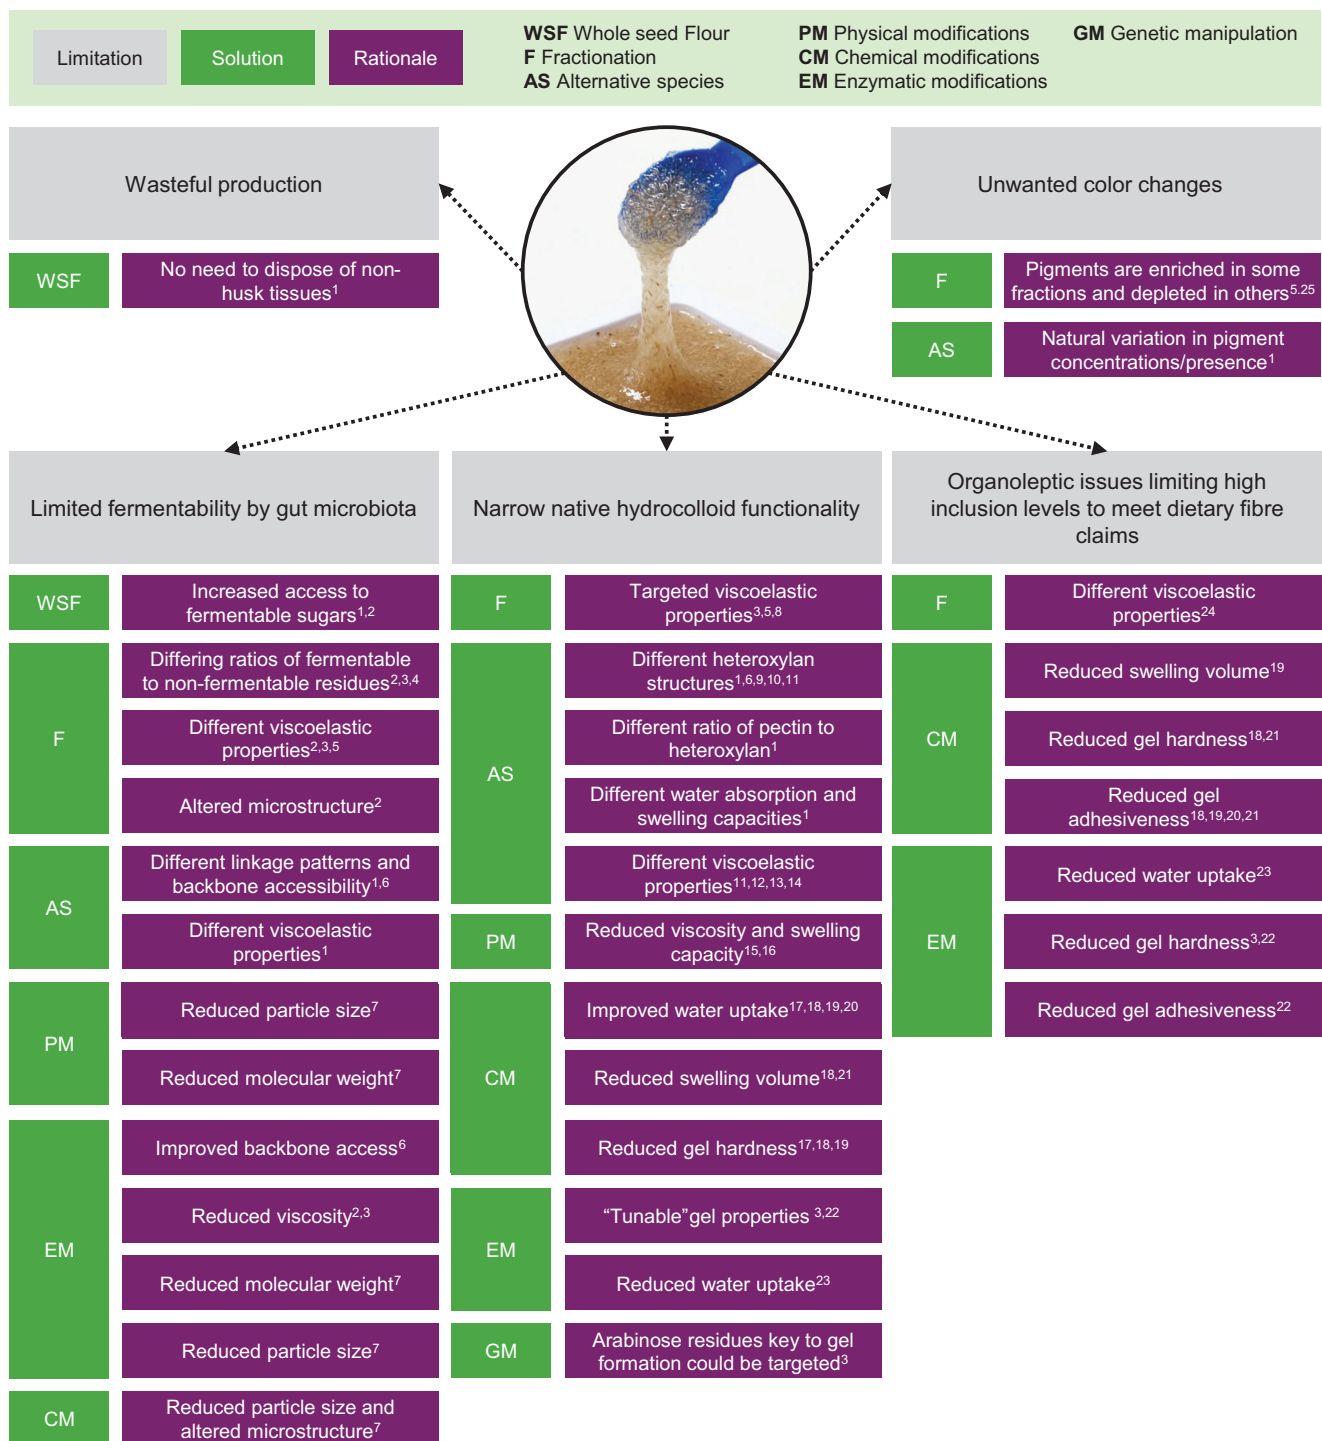 Limitation
Solution
Rationale
WSF Whole seed Flour
F Fractionation
AS Alternative species
PM Physical modifications
CM Chemical modifications
EM Enzymatic modifications
GM Genetic manipulation
Wasteful production
WSF
No need to dispose of non-
husk tissues1
Unwanted color changes
F
Pigments are enriched in some
fractions and depleted in others5.25
AS
Natural variation in pigment
concentrations/presence1
Limited fermentability by gut microbiota
WSF
Increased access to
fermentable sugars1,2
F
Differing ratios of fermentable
to non-fermentable residues2,3,4
Different viscoelastic
properties2,3,5
Altered microstructure2
AS
Different linkage patterns and
backbone accessibility1,6
Different viscoelastic
properties1
PM
Reduced particle size7
Reduced molecular weight7
EM
Improved backbone access6
Reduced viscosity2,3
Reduced molecular weight7
Reduced particle size7
CM
Reduced particle size and
altered microstructure7
Narrow native hydrocolloid functionality
F
Targeted viscoelastic
properties3,5,8
AS
Different heteroxylan
structures1,6,9,10,11
Different ratio of pectin to
heteroxylan1
Different water absorption and
swelling capacities1
Different viscoelastic
properties11,12,13,14
PM
Reduced viscosity and swelling
capacity15,16
CM
Improved water uptake17,18,19,20
Reduced swelling volume18,21
Reduced gel hardness17,18,19
EM
“Tunable”gel properties 3,22
Reduced water uptake23
GM
Arabinose residues key to gel
formation could be targeted3
Organoleptic issues limiting high
inclusion levels to meet dietary fibre
claims
F
Different viscoelastic
properties24
CM
Reduced swelling volume19
Reduced gel hardness18,21
Reduced gel
adhesiveness18,19,20,21
EM
Reduced water uptake23
Reduced gel hardness3,22
Reduced gel adhesiveness22